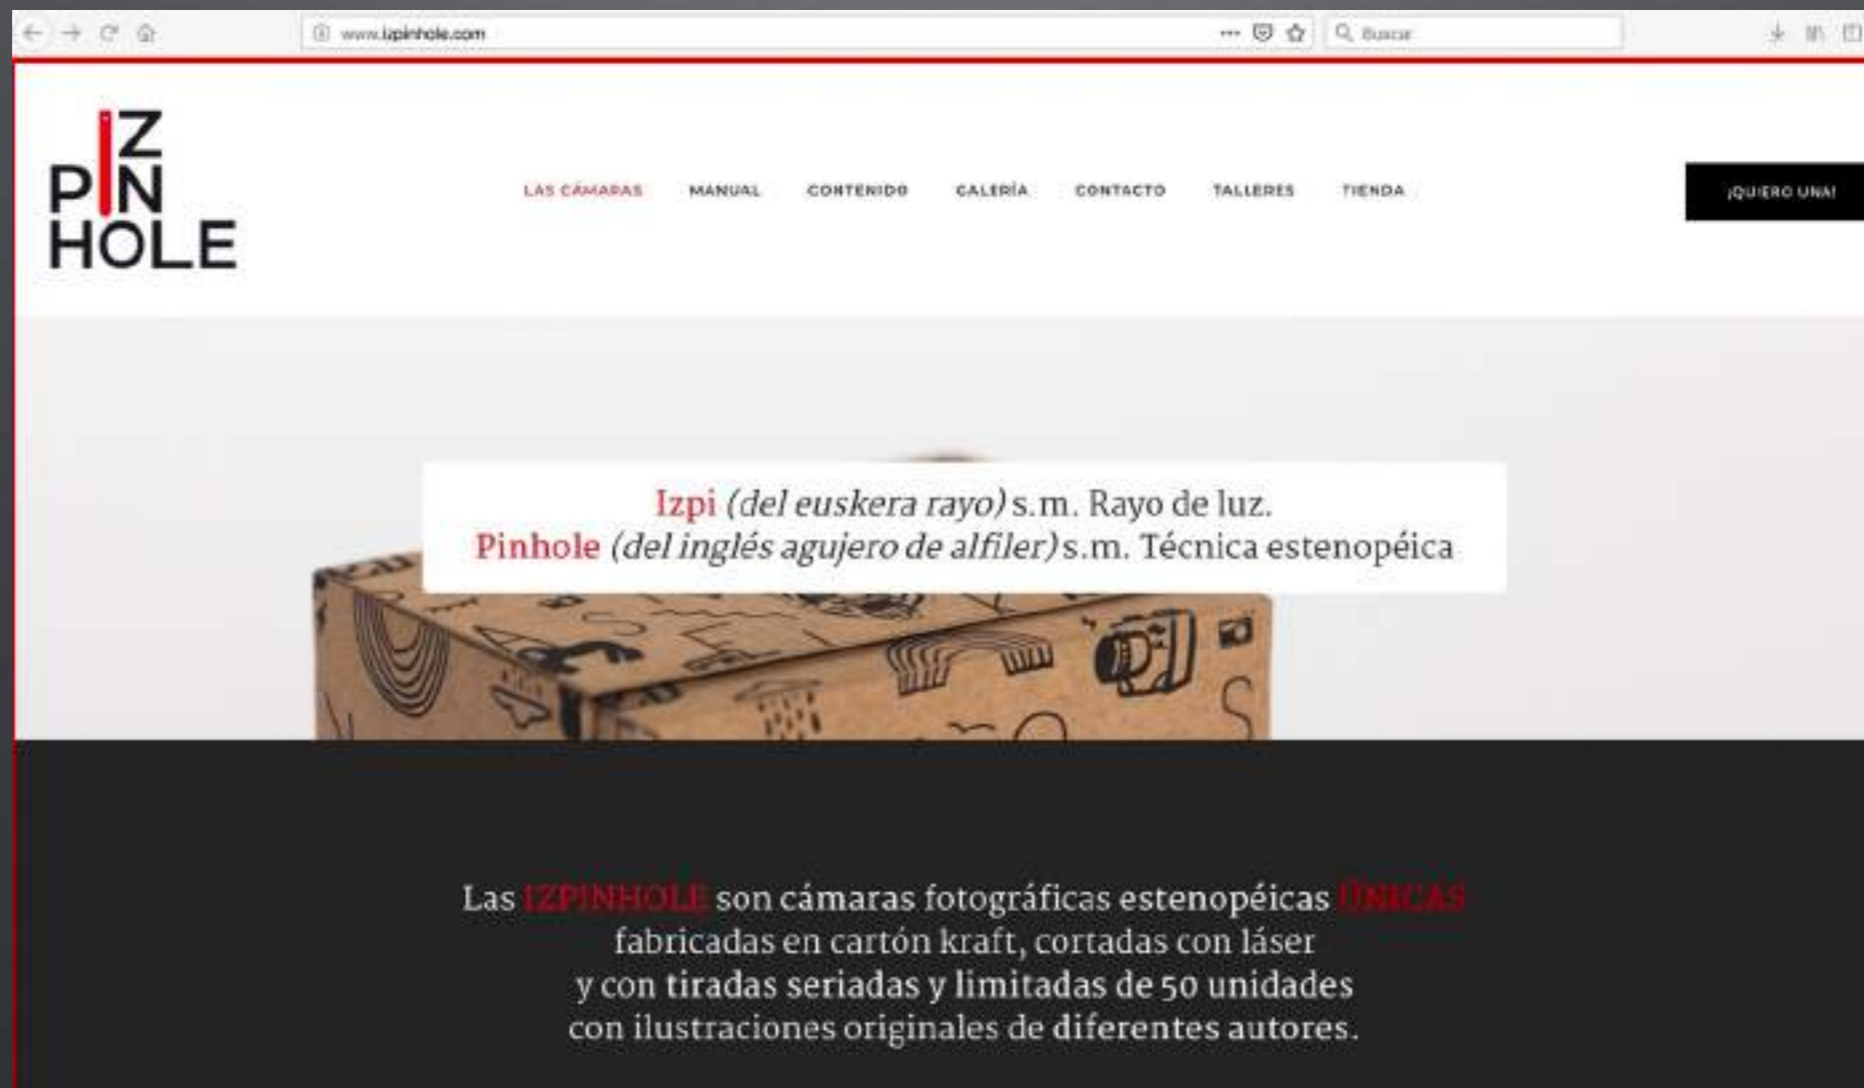 www.izpinhole.com
Buscar
IZ
PIN
HOLE
LAS CÁMARAS MANUAL CONTENIDO GALERÍA CONTACTO TALLERES TIENDA
¡QUIERO UNA!
Izpi (del euskera rayo) s.m. Rayo de luz.
Pinhole (del inglés agujero de alfiler) s.m. Técnica estenopéica
Las IZPINHOLE son cámaras fotográficas estenopéicas ÚNICAS
fabricadas en cartón kraft, cortadas con láser
y con tiradas seriadas y limitadas de 50 unidades
con ilustraciones originales de diferentes autores.